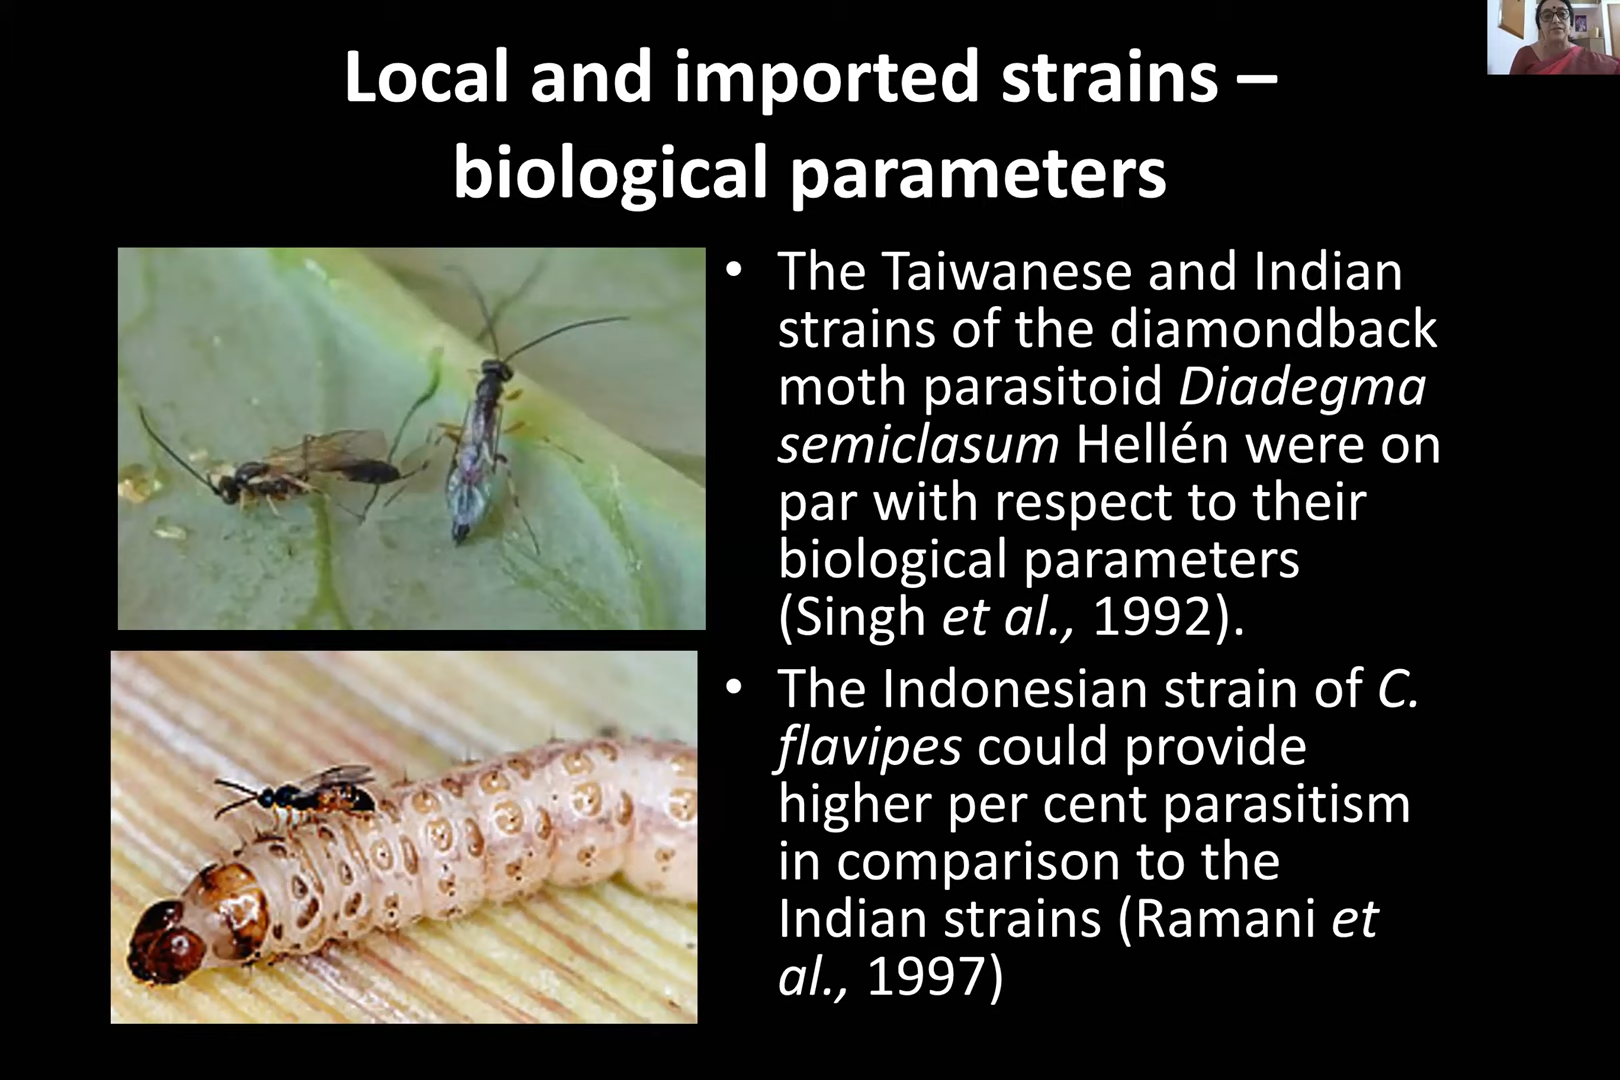 Local and imported strains –
biological parameters
• The Taiwanese and Indian
strains of the diamondback
moth parasitoid Diadegma
semiclasum Hellén were on
par with respect to their
biological parameters
(Singh et al., 1992).
• The Indonesian strain of C.
flavipes could provide
higher per cent parasitism
in comparison to the
Indian strains (Ramani et
al., 1997)